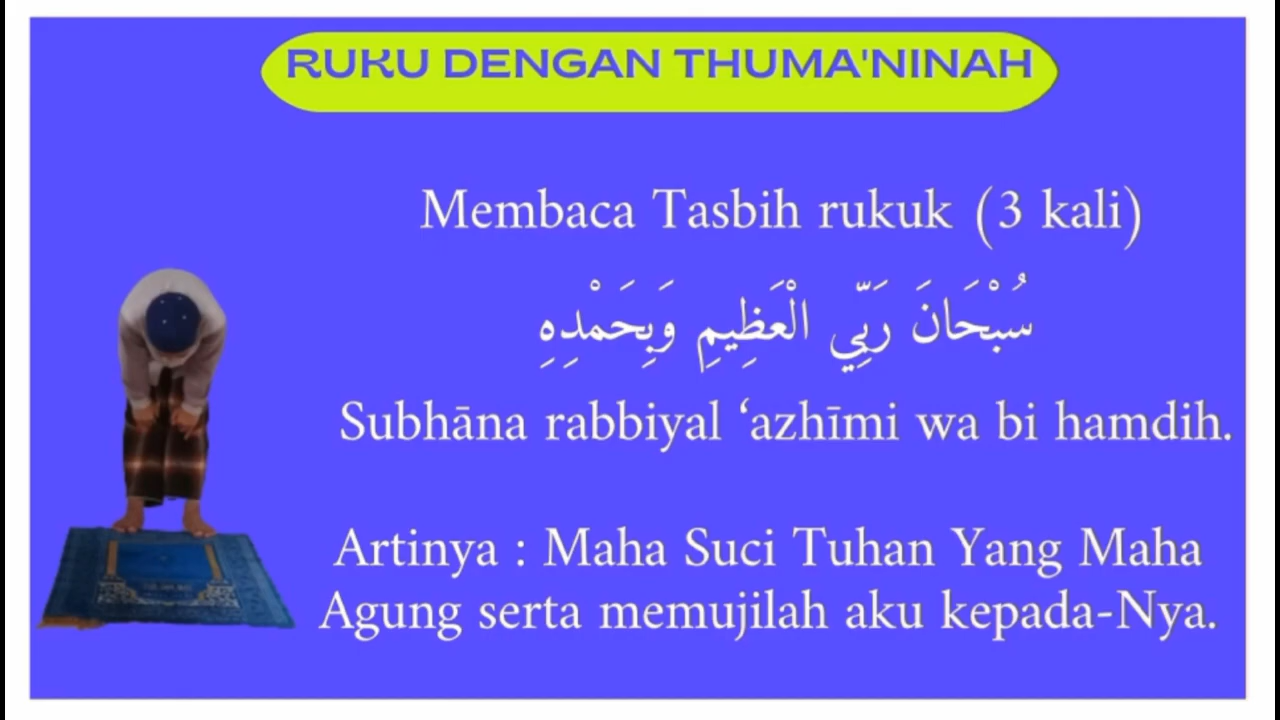 RUKU DENGAN THUMA'NINAH
Membaca Tasbih rukuk (3 kali)
سُبْحَانَ رَبِّي الْعَظِيمِ وَبِحَمْدِهِ
Subhāna rabbiyal ‘azhīmi wa bi hamdih.
Artinya : Maha Suci Tuhan Yang Maha
Agung serta memujilah aku kepada-Nya.